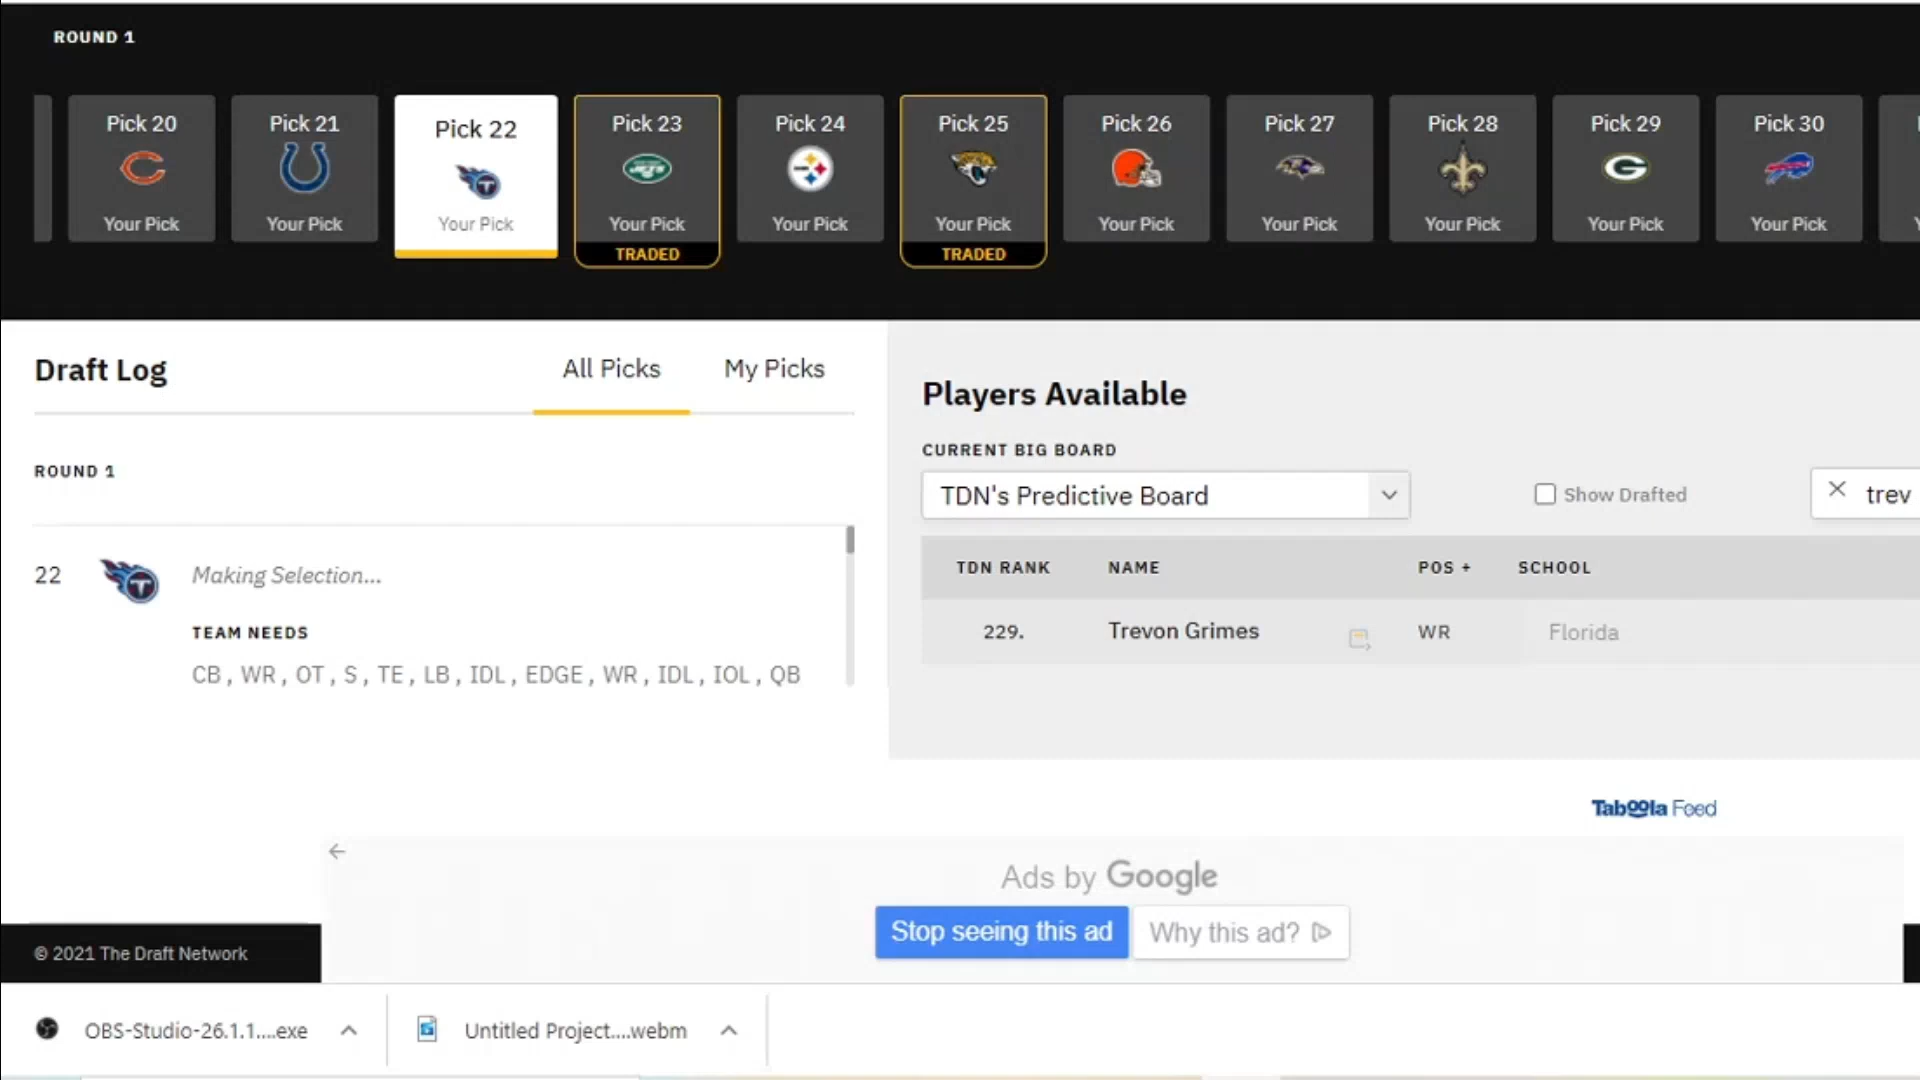 ROUND 1
Pick 20
Pick 21
Pick 22
Pick 23
Pick 24
Pick 25
Pick 26
Pick 27
Pick 28
Pick 29
Pick 30
Your Pick
Your Pick
Your Pick
Your Pick
Your Pick
Your Pick
Your Pick
Your Pick
Your Pick
Your Pick
Your Pick
TRADED
TRADED
Draft Log
All Picks
My Picks
ROUND 1
22
Making Selection...
TEAM NEEDS
CB , WR , OT , S , TE , LB , IDL , EDGE , WR , IDL , IOL , QB
Players Available
CURRENT BIG BOARD
TDN's Predictive Board
Show Drafted
trev
TDN RANK NAME POS + SCHOOL
229. Trevon Grimes WR Florida
Taboola Feed
Ads by Google
Stop seeing this ad
Why this ad?
© 2021 The Draft Network
OBS-Studio-26.1.1....exe
Untitled Project....webm